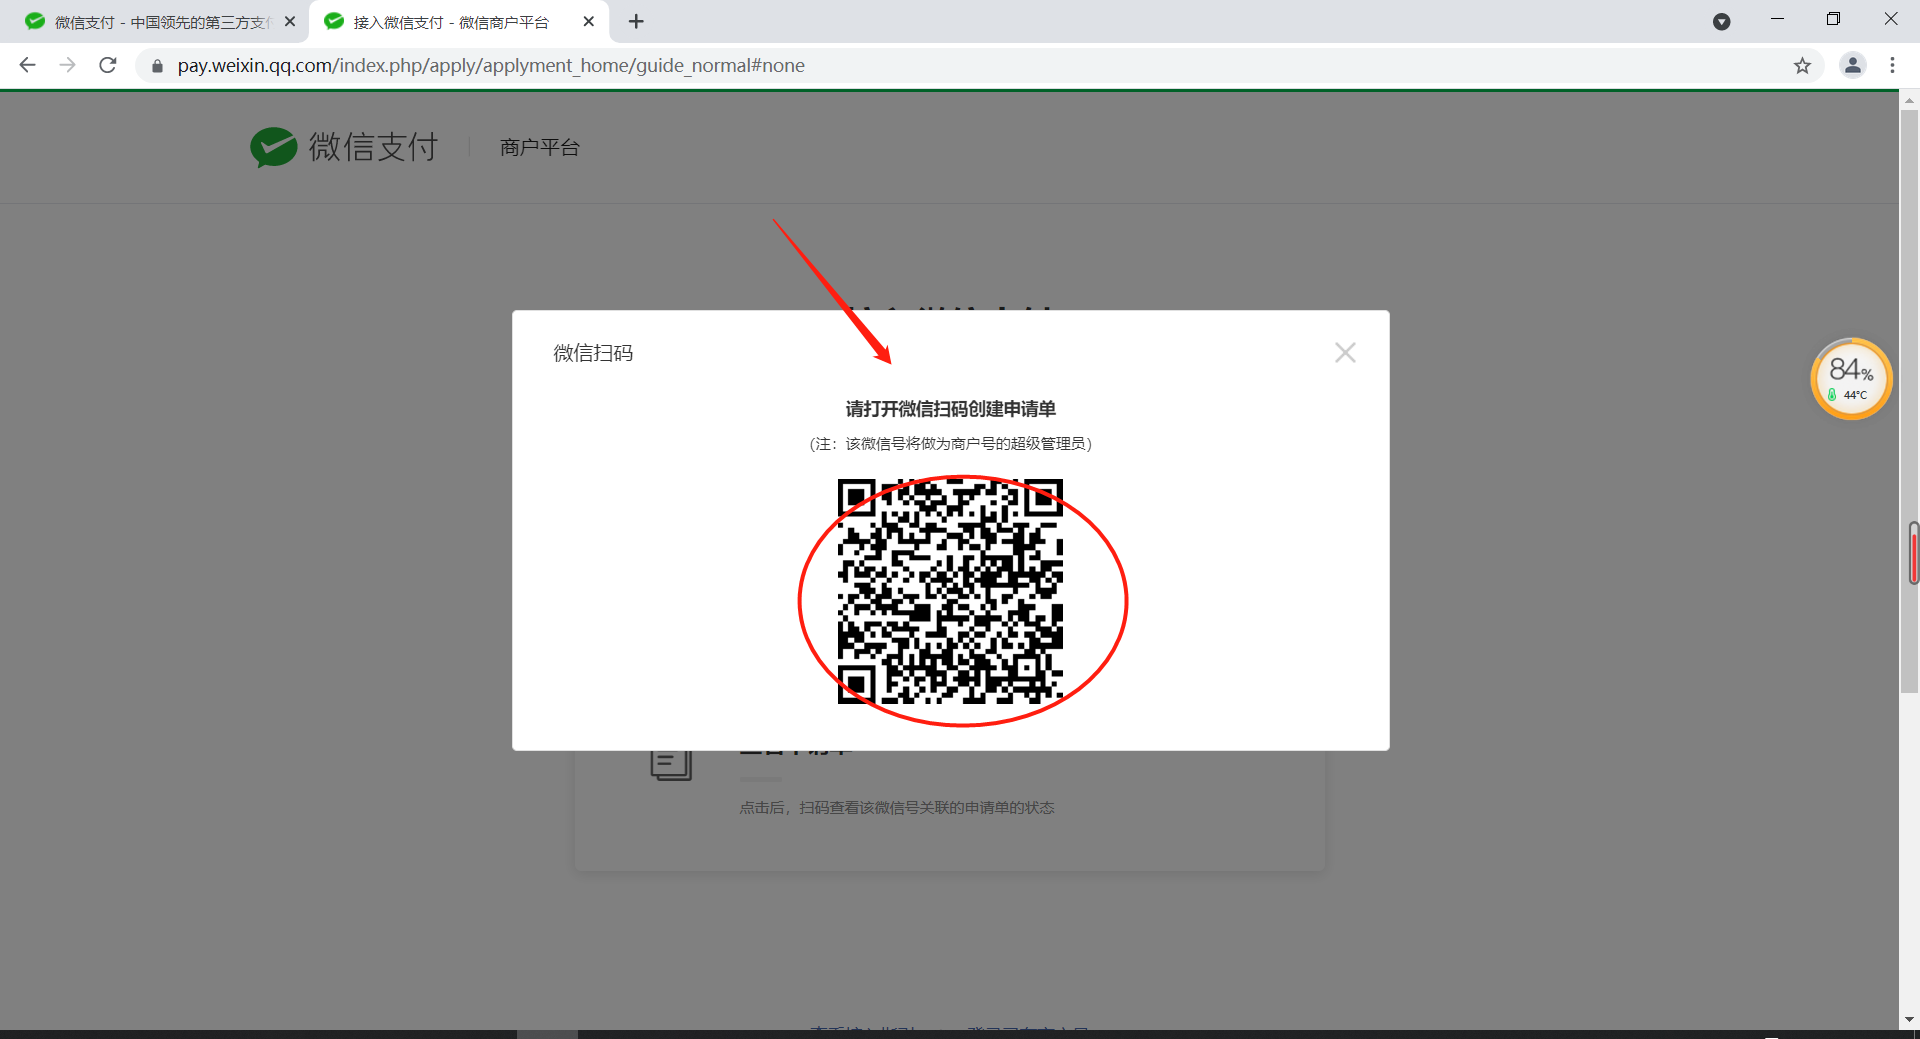 微信支付 - 中国领先的第三方支付
接入微信支付 - 微信商户平台
pay.weixin.qq.com/index.php/apply/applyment_home/guide_normal#none
微信支付
商户平台
微信扫码
请打开微信扫码创建申请单
(注：该微信号将做为商户号的超级管理员)
84%
44°C
点击后，扫码查看该微信号关联的申请单的状态